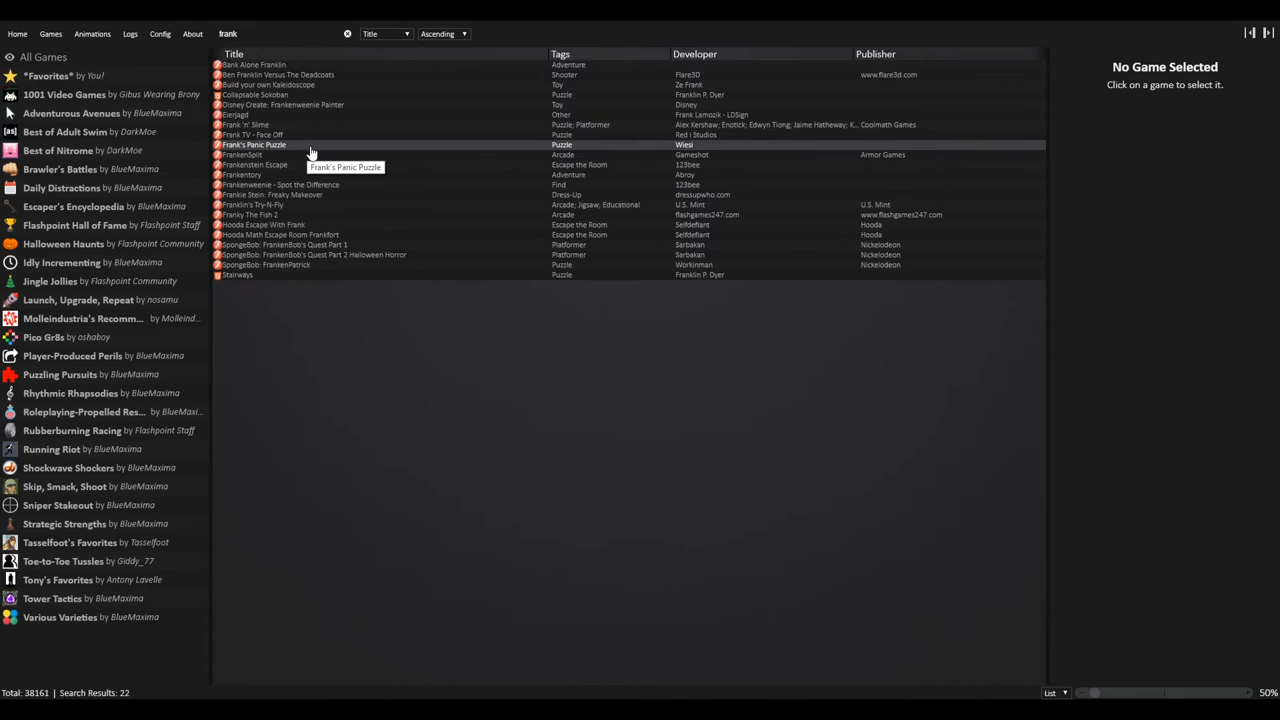 Home Games Animations Logs Config About frank Title Ascending
All Games
*Favorites* by You!
1001 Video Games by Gibus Wearing Brony
Adventurous Avenues by BlueMaxima
Best of Adult Swim by DarkMoe
Best of Nitrome by DarkMoe
Brawler's Battles by BlueMaxima
Daily Distractions by BlueMaxima
Escaper's Encyclopedia by BlueMaxima
Flashpoint Hall of Fame by Flashpoint Staff
Halloween Haunts by Flashpoint Community
Idly Incrementing by BlueMaxima
Jingle Jollies by Flashpoint Community
Launch, Upgrade, Repeat by nosamu
Molleindustria's Recomm... by Molleind...
Pico Gr8s by oshaboy
Player-Produced Perils by BlueMaxima
Puzzling Pursuits by BlueMaxima
Rhythmic Rhapsodies by BlueMaxima
Roleplaying-Propelled Res... by BlueMaxi...
Rubberburning Racing by Flashpoint Staff
Running Riot by BlueMaxima
Shockwave Shockers by BlueMaxima
Skip, Smack, Shoot by BlueMaxima
Sniper Stakeout by BlueMaxima
Strategic Strengths by BlueMaxima
Tasselfoot's Favorites by Tasselfoot
Toe-to-Toe Tussles by Giddy_77
Tony's Favorites by Antony Lavelle
Tower Tactics by BlueMaxima
Various Varieties by BlueMaxima
Title Tags Developer Publisher
Bank Alone Franklin Adventure
Ben Franklin Versus The Deadcoats Shooter Flare3D www.flare3d.com
Build your own Kaleidoscope Toy Ze Frank
Collapsable Sokoban Puzzle Franklin P. Dyer
Disney Create: Frankenweenie Painter Toy Disney
Eierjagd Other Frank Lamozik - LDSign
Frank 'n' Slime Puzzle; Platformer Alex Kershaw; Enotick; Edwyn Tiong; Jaime Hatheway; K... Coolmath Games
Frank TV - Face Off Puzzle Red i Studios
Frank's Panic Puzzle Puzzle Wiesi
FrankenSplit Arcade Gameshot Armor Games
Frankenstein Escape Escape the Room 123bee
Frank's Panic Puzzle
Frankentory Adventure Abroy
Frankenweenie - Spot the Difference Find 123bee
Frankie Stein: Freaky Makeover Dress-Up dressupwho.com
Franklin's Try-N-Fly Arcade; Jigsaw; Educational U.S. Mint U.S. Mint
Franky The Fish 2 Arcade flashgames247.com www.flashgames247.com
Hooda Escape With Frank Escape the Room Selfdefiant Hooda
Hooda Math Escape Room Frankfort Escape the Room Selfdefiant Hooda
SpongeBob: FrankenBob's Quest Part 1 Platformer Sarbakan Nickelodeon
SpongeBob: FrankenBob's Quest Part 2 Halloween Horror Platformer Sarbakan Nickelodeon
SpongeBob: FrankenPatrick Puzzle Workinman Nickelodeon
Stairways Puzzle Franklin P. Dyer
No Game Selected
Click on a game to select it.
Total: 38161 | Search Results: 22 List 50%